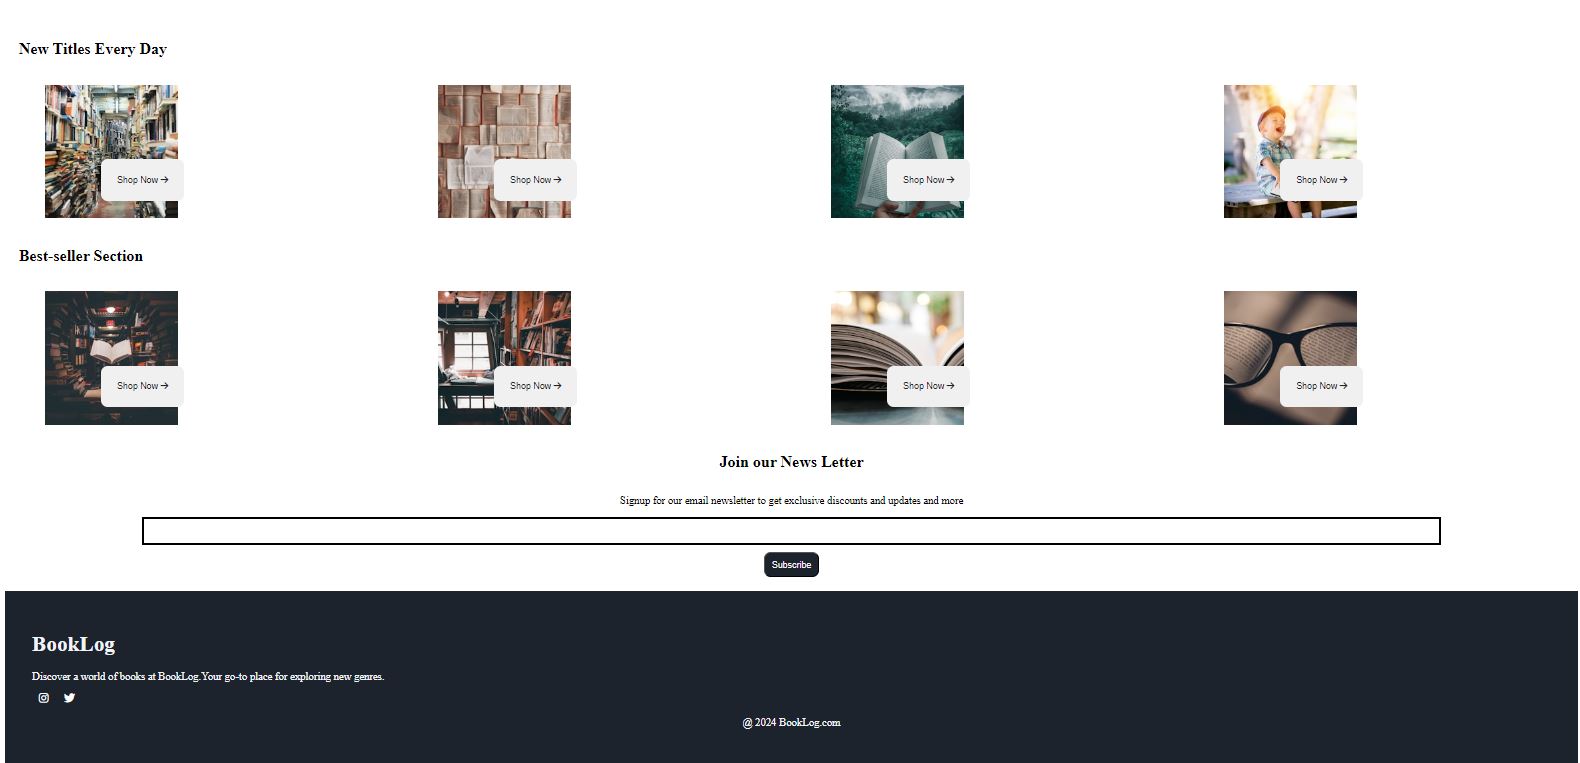 New Titles Every Day
Shop Now →
Shop Now →
Shop Now →
Shop Now →
Best-seller Section
Shop Now →
Shop Now →
Shop Now →
Shop Now →
Join our News Letter
Signup for our email newsletter to get exclusive discounts and updates and more
Subscribe
BookLog
Discover a world of books at BookLog.Your go-to place for exploring new genres.
@ 2024 BookLog.com